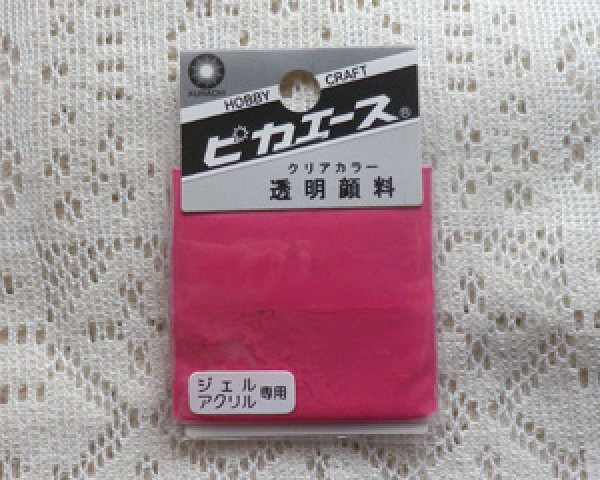 KURACHI
HOBBY CRAFT
ピカエース®
クリアカラー
透明顔料
ジェル
アクリル専用